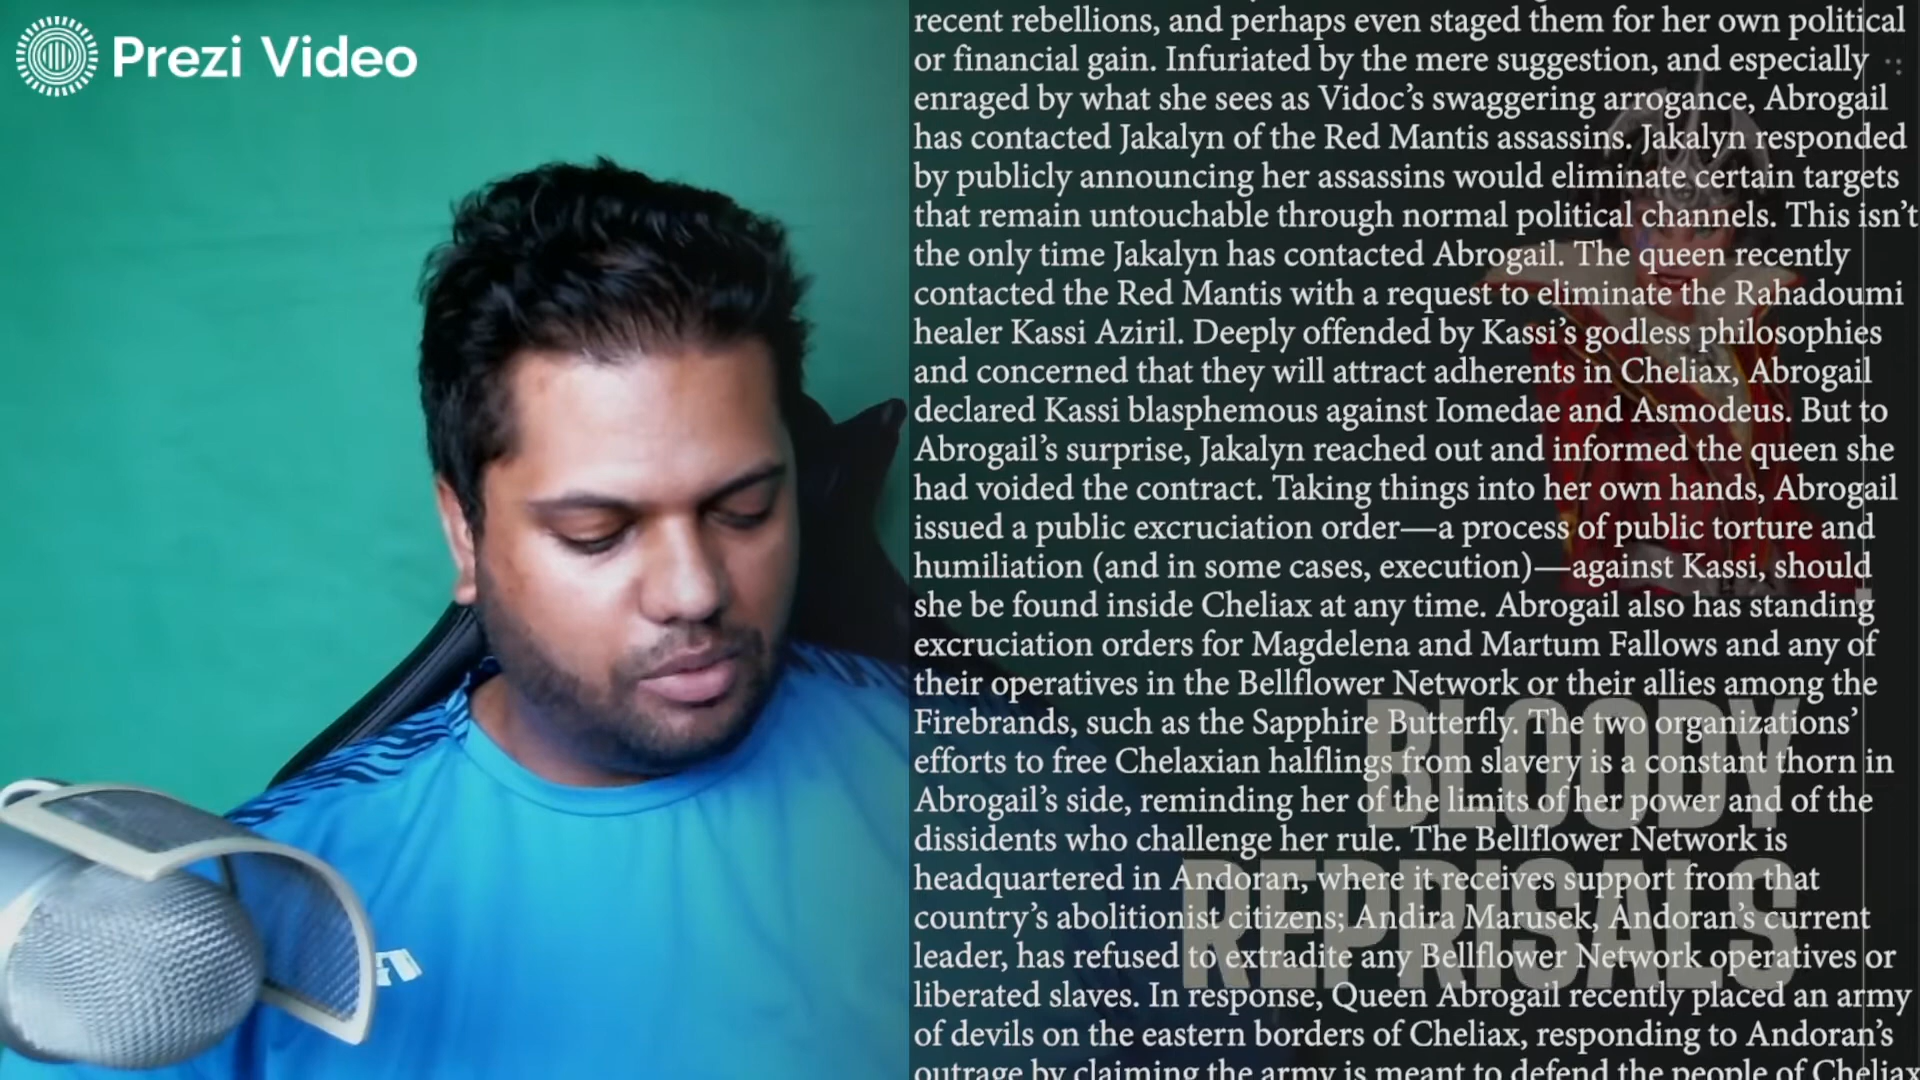 Prezi Video
recent rebellions, and perhaps even staged them for her own political
or financial gain. Infuriated by the mere suggestion, and especially
enraged by what she sees as Vidoc’s swaggering arrogance, Abrogail
has contacted Jakalyn of the Red Mantis assassins. Jakalyn responded
by publicly announcing her assassins would eliminate certain targets
that remain untouchable through normal political channels. This isn’t
the only time Jakalyn has contacted Abrogail. The queen recently
contacted the Red Mantis with a request to eliminate the Rahadoumi
healer Kassi Aziril. Deeply offended by Kassi’s godless philosophies
and concerned that they will attract adherents in Cheliax, Abrogail
declared Kassi blasphemous against Iomedae and Asmodeus. But to
Abrogail’s surprise, Jakalyn reached out and informed the queen she
had voided the contract. Taking things into her own hands, Abrogail
issued a public excruciation order—a process of public torture and
humiliation (and in some cases, execution)—against Kassi, should
she be found inside Cheliax at any time. Abrogail also has standing
excruciation orders for Magdelena and Martum Fallows and any of
their operatives in the Bellflower Network or their allies among the
Firebrands, such as the Sapphire Butterfly. The two organizations’
efforts to free Chelaxian halflings from slavery is a constant thorn in
Abrogail’s side, reminding her of the limits of her power and of the
dissidents who challenge her rule. The Bellflower Network is
headquartered in Andoran, where it receives support from that
country’s abolitionist citizens; Andira Marusek, Andoran’s current
leader, has refused to extradite any Bellflower Network operatives or
liberated slaves. In response, Queen Abrogail recently placed an army
of devils on the eastern borders of Cheliax, responding to Andoran’s
outrage by claiming the army is meant to defend the people of Cheliax
BLOODY
REPRISALS